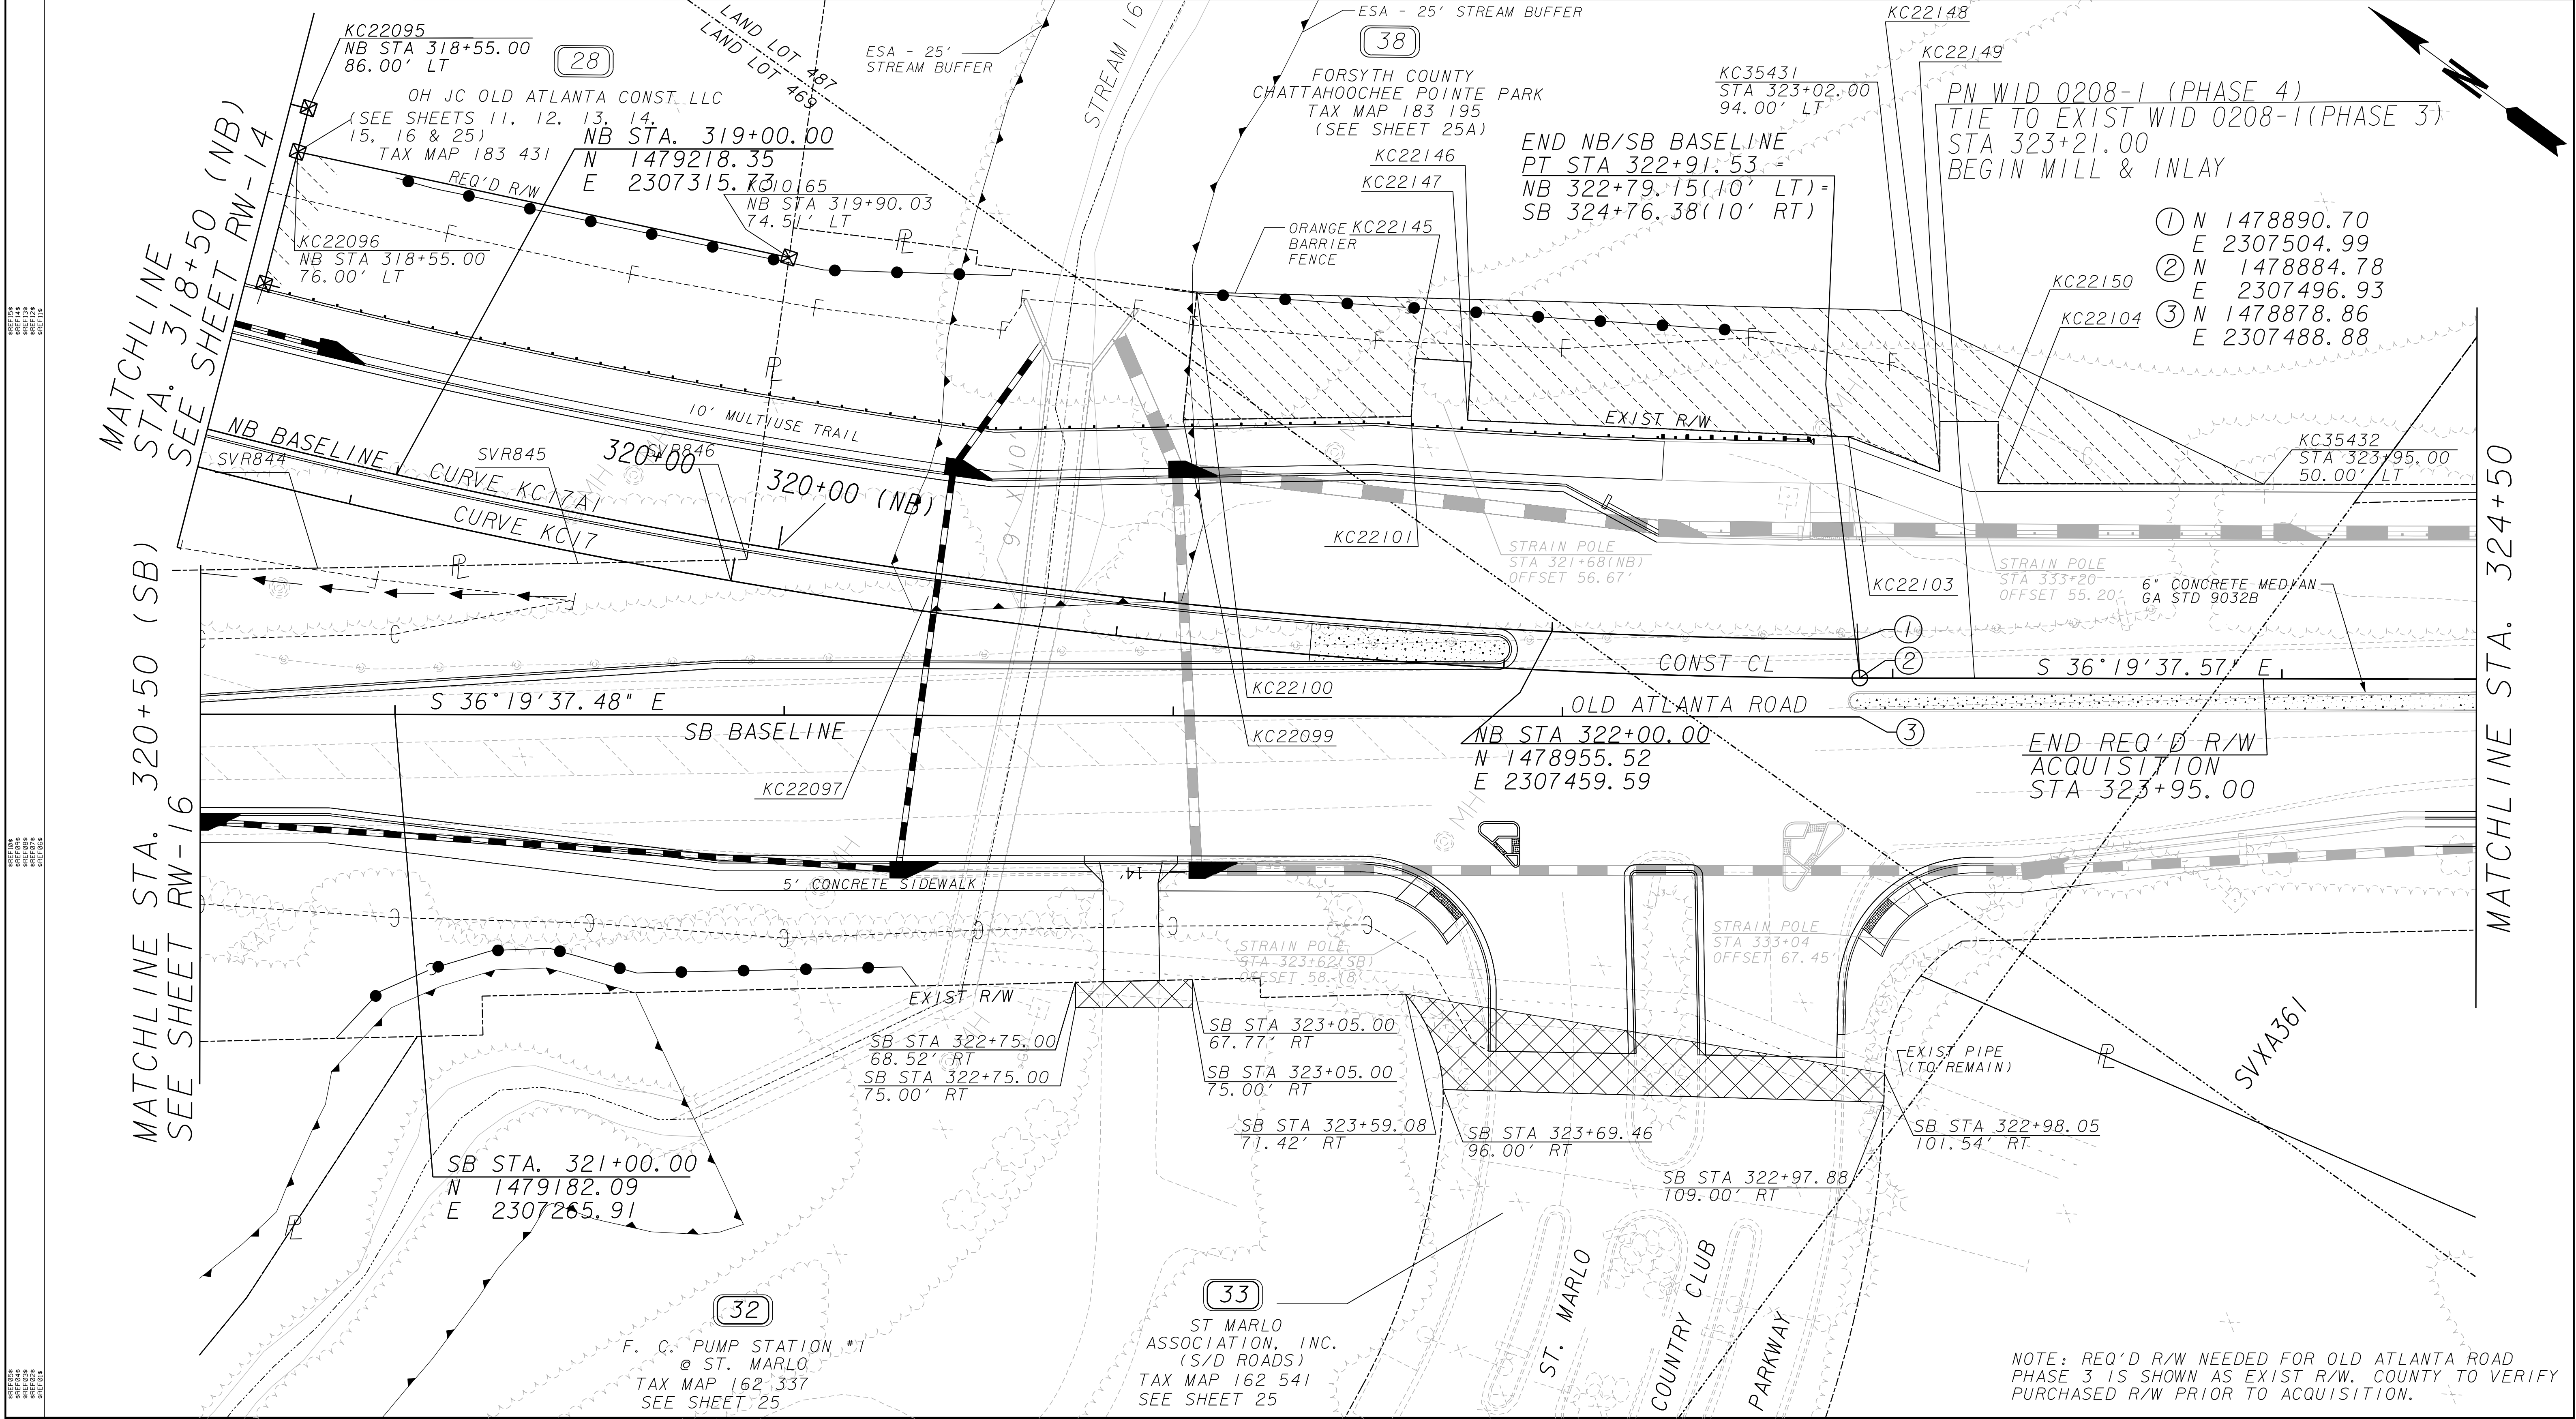 KC22095
NB STA 318+55.00
86.00' LT
28
OH JC OLD ATLANTA CONST LLC
(SEE SHEETS 11, 12, 13, 14,
15, 16 & 25)
TAX MAP 183 431
NB STA. 319+00.00
N 1479218.35
E 2307315.73
REQ'D R/W
KC10165
NB STA 319+90.03
74.51' LT
KC22096
NB STA 318+55.00
76.00' LT
MATCHLINE
STA. 318+50 (NB)
SEE SHEET RW-14
LAND LOT 487
LAND LOT 469
ESA - 25'
STREAM BUFFER
STREAM 16
ESA - 25' STREAM BUFFER
38
FORSYTH COUNTY
CHATTAHOOCHEE POINTE PARK
TAX MAP 183 195
(SEE SHEET 25A)
KC22146
KC22147
ORANGE
BARRIER
FENCE
KC22145
END NB/SB BASELINE
PT STA 322+91.53 =
NB 322+79.15(10' LT)=
SB 324+76.38(10' RT)
KC35431
STA 323+02.00
94.00' LT
KC22148
KC22149
PN WID 0208-1 (PHASE 4)
TIE TO EXIST WID 0208-1(PHASE 3)
STA 323+21.00
BEGIN MILL & INLAY
N
1 N 1478890.70
E 2307504.99
2 N 1478884.78
E 2307496.93
3 N 1478878.86
E 2307488.88
KC22150
KC22104
KC35432
STA 323+95.00
50.00' LT
10' MULTIUSE TRAIL
EXIST R/W
NB BASELINE
SVR844
CURVE KC17A1
SVR845
320+00
SVR846
320+00 (NB)
CURVE KC17
9' X 10'
MH
MH
KC22101
STRAIN POLE
STA 321+68(NB)
OFFSET 56.67'
KC22103
STRAIN POLE
STA 333+20
OFFSET 55.20'
6" CONCRETE MEDIAN
GA STD 9032B
MATCHLINE STA. 320+50 (SB)
SEE SHEET RW-16
MATCHLINE STA. 324+50
S 36°19'37.48" E
SB BASELINE
KC22100
KC22099
KC22097
CONST CL
OLD ATLANTA ROAD
1
2
3
S 36°19'37.57" E
NB STA 322+00.00
N 1478955.52
E 2307459.59
END REQ'D R/W
ACQUISITION
STA 323+95.00
MH
MH
5' CONCRETE SIDEWALK
14'
EXIST R/W
MH
STRAIN POLE
STA 323+62(SB)
OFFSET 58.18'
STRAIN POLE
STA 333+04
OFFSET 67.45'
SB STA 322+75.00
68.52' RT
SB STA 322+75.00
75.00' RT
SB STA 323+05.00
67.77' RT
SB STA 323+05.00
75.00' RT
SB STA 323+59.08
71.42' RT
SB STA 323+69.46
96.00' RT
SB STA 322+97.88
109.00' RT
SB STA 322+98.05
101.54' RT
EXIST PIPE
(TO REMAIN)
SVXA361
SB STA. 321+00.00
N 1479182.09
E 2307265.91
32
F. C. PUMP STATION #1
@ ST. MARLO
TAX MAP 162 337
SEE SHEET 25
33
ST MARLO
ASSOCIATION, INC.
(S/D ROADS)
TAX MAP 162 541
SEE SHEET 25
ST. MARLO
COUNTRY CLUB
PARKWAY
NOTE: REQ'D R/W NEEDED FOR OLD ATLANTA ROAD
PHASE 3 IS SHOWN AS EXIST R/W. COUNTY TO VERIFY
PURCHASED R/W PRIOR TO ACQUISITION.